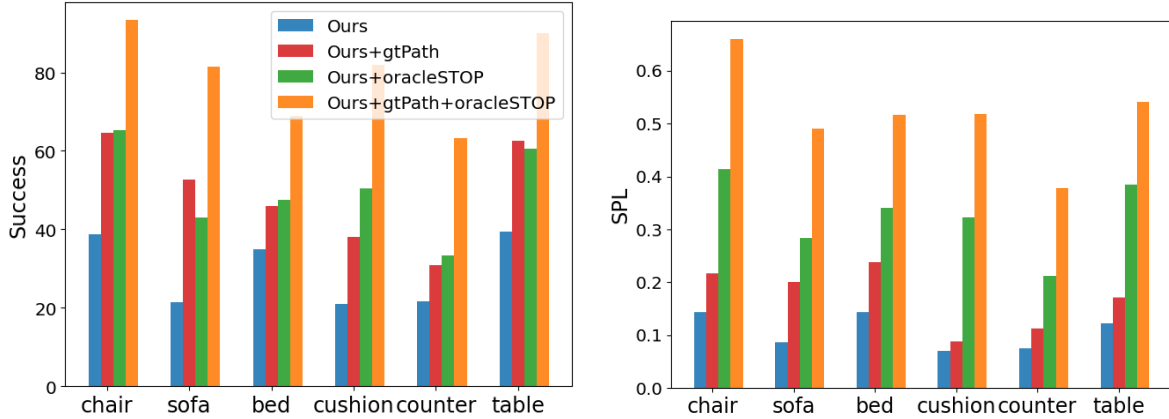 Success
80
60
40
20
0
Ours
Ours+gtPath
Ours+oracleSTOP
Ours+gtPath+oracleSTOP
chair sofa bed cushion counter table
SPL
0.6
0.5
0.4
0.3
0.2
0.1
0.0
chair sofa bed cushion counter table